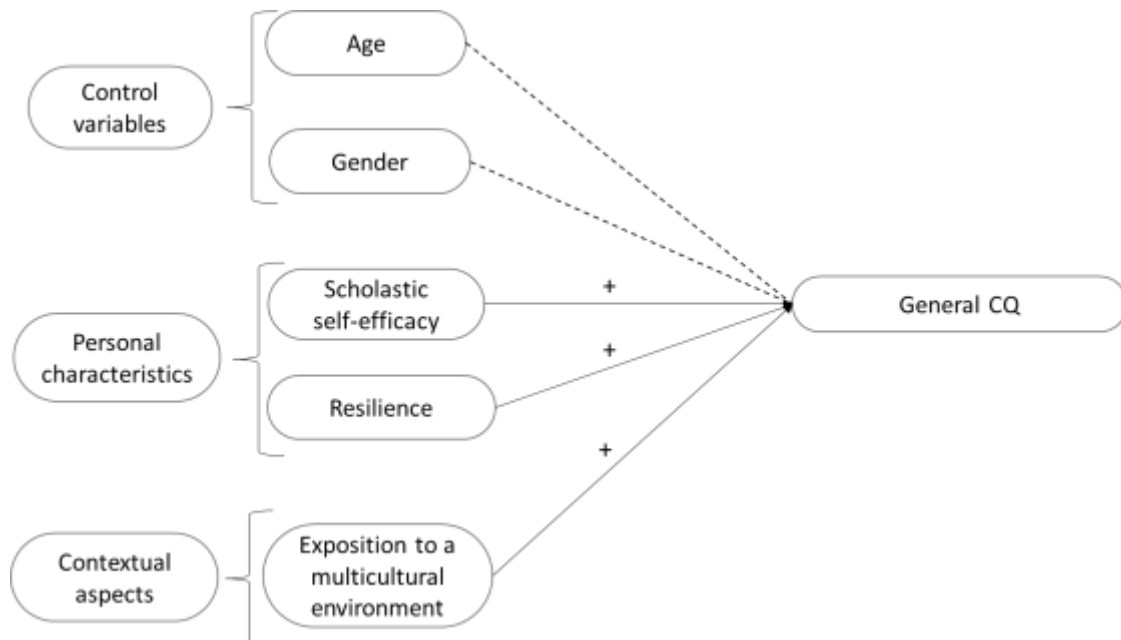 Control
variables
Age
Gender
Personal
characteristics
Scholastic
self-efficacy
Resilience
+
+
+
General CQ
Contextual
aspects
Exposition to a
multicultural
environment